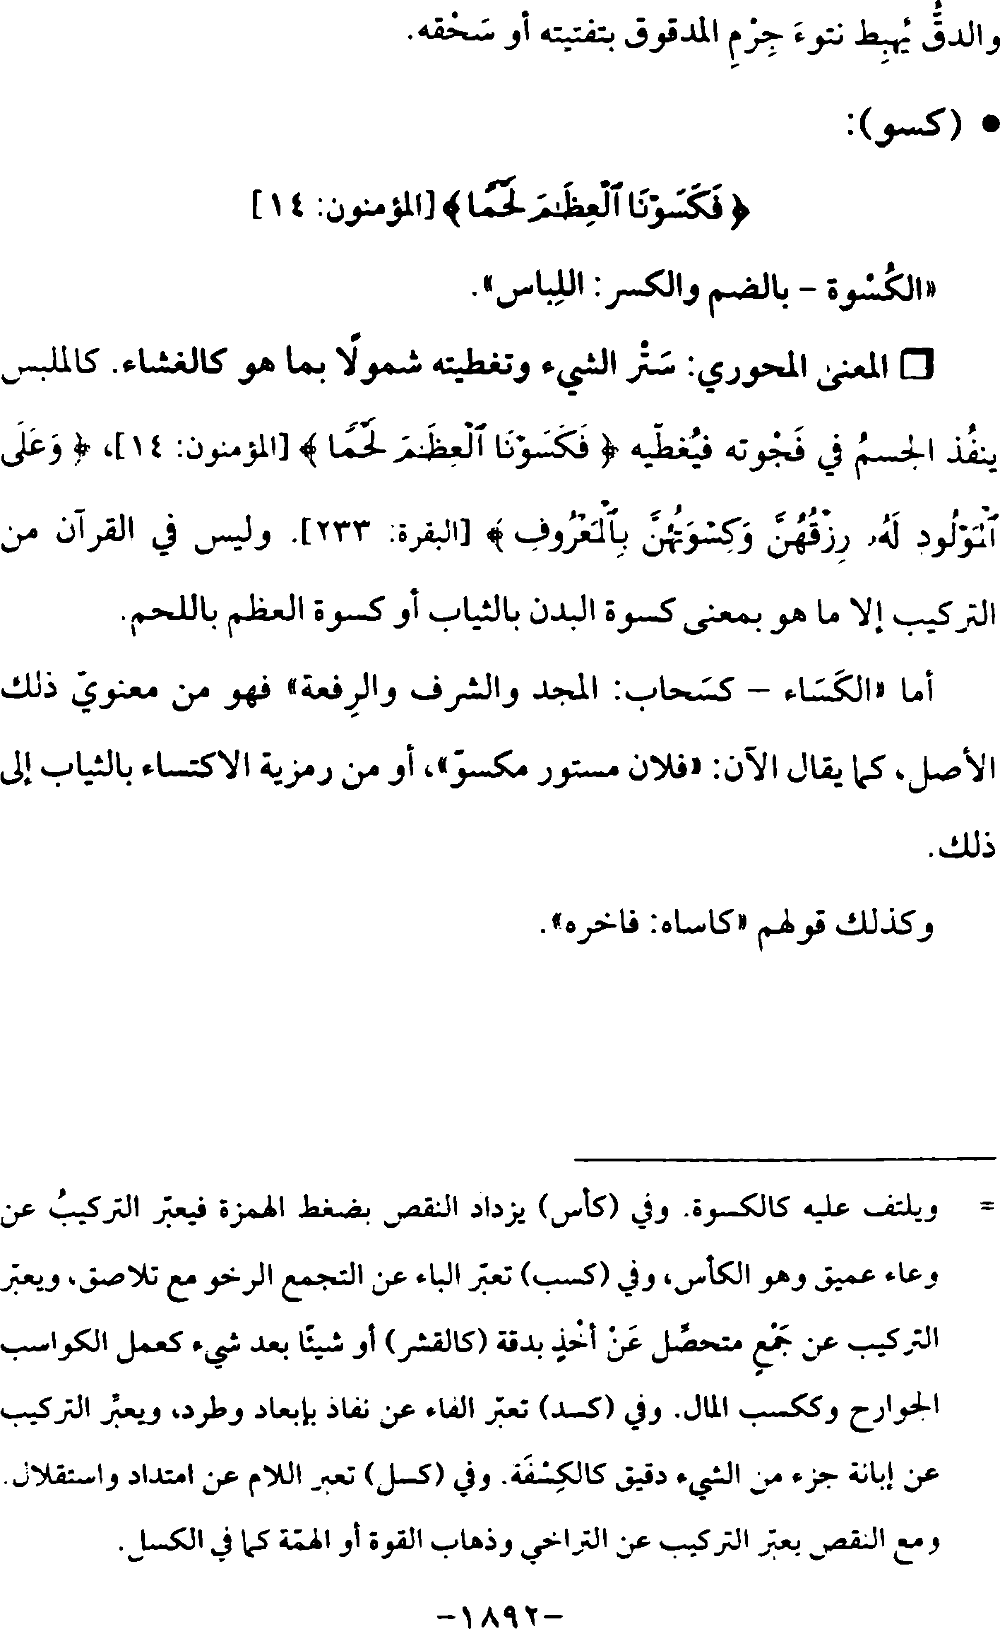 والدقُّ يُهبِط نتوءَ جِرْمِ المدقوق بتفتيته أو سَحْقه.
• (كسو):
﴿فَكَسَوْنَا ٱلْعِظَٰمَ لَحْمًا﴾ [المؤمنون: ١٤]
«الكُسْوة – بالضم والكسر: اللِباس».
□ المعنى المحوري: سَتْر الشيء وتغطيته شمولًا بما هو كالغشاء. كالملبس
ينفُذ الجسمُ في فَجْوته فيُغطّيه ﴿فَكَسَوْنَا ٱلْعِظَٰمَ لَحْمًا﴾ [المؤمنون: ١٤]، ﴿وَعَلَى
ٱلْمَوْلُودِ لَهُۥ رِزْقُهُنَّ وَكِسْوَتُهُنَّ بِٱلْمَعْرُوفِ﴾ [البقرة: ٢٣٣]. وليس في القرآن من
التركيب إلا ما هو بمعنى كسوة البدن بالثياب أو كسوة العظم باللحم.
أما «الكَسَاء – كسَحاب: المجد والشرف والرِفعة» فهو من معنويّ ذلك
الأصل، كما يقال الآن: «فلان مستور مكسوّ»، أو من رمزية الاكتساء بالثياب إلى
ذلك.
وكذلك قولهم «كاساه: فاخره».
= ويلتف عليه كالكسوة. وفي (كأس) يزداد النقص بضغط الهمزة فيعبّر التركيبُ عن
وعاء عميق وهو الكأس، وفي (كسب) تعبّر الباء عن التجمع الرخو مع تلاصق، ويعبّر
التركيب عن جَمْعٍ متحصَّل عَنْ أخْذٍ بدقة (كالقشر) أو شيئًا بعد شيء كعمل الكواسب
الجوارح وككسب المال. وفي (كسد) تعبّر الفاء عن نفاذ بإبعاد وطرد، ويعبِّر التركيب
عن إبانة جزء من الشيء دقيق كالكِسْفَة. وفي (كسل) تعبر اللام عن امتداد واستقلال.
ومع النقص يعبّر التركيب عن التراخي وذهاب القوة أو الهمّة كما في الكسل.
–١٨٩٢–